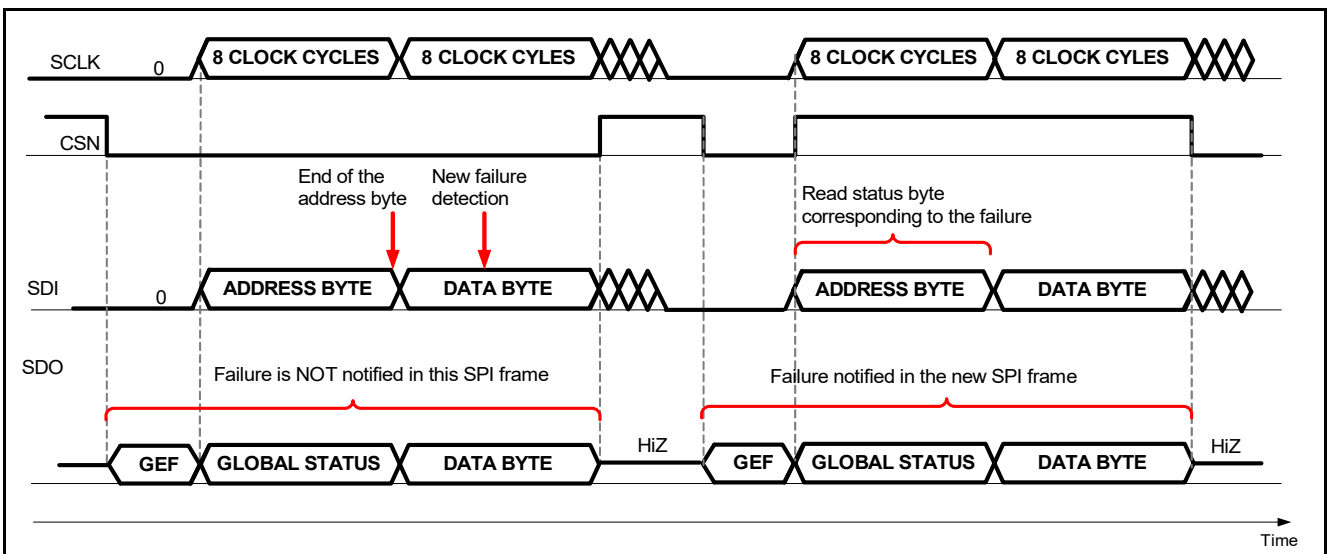 SCLK
0
8 CLOCK CYCLES
8 CLOCK CYLES
8 CLOCK CYCLES
8 CLOCK CYLES
CSN
End of the
address byte
New failure
detection
Read status byte
corresponding to the failure
SDI
0
ADDRESS BYTE
DATA BYTE
ADDRESS BYTE
DATA BYTE
SDO
Failure is NOT notified in this SPI frame
Failure notified in the new SPI frame
GEF
GLOBAL STATUS
DATA BYTE
HiZ
GEF
GLOBAL STATUS
DATA BYTE
HiZ
Time